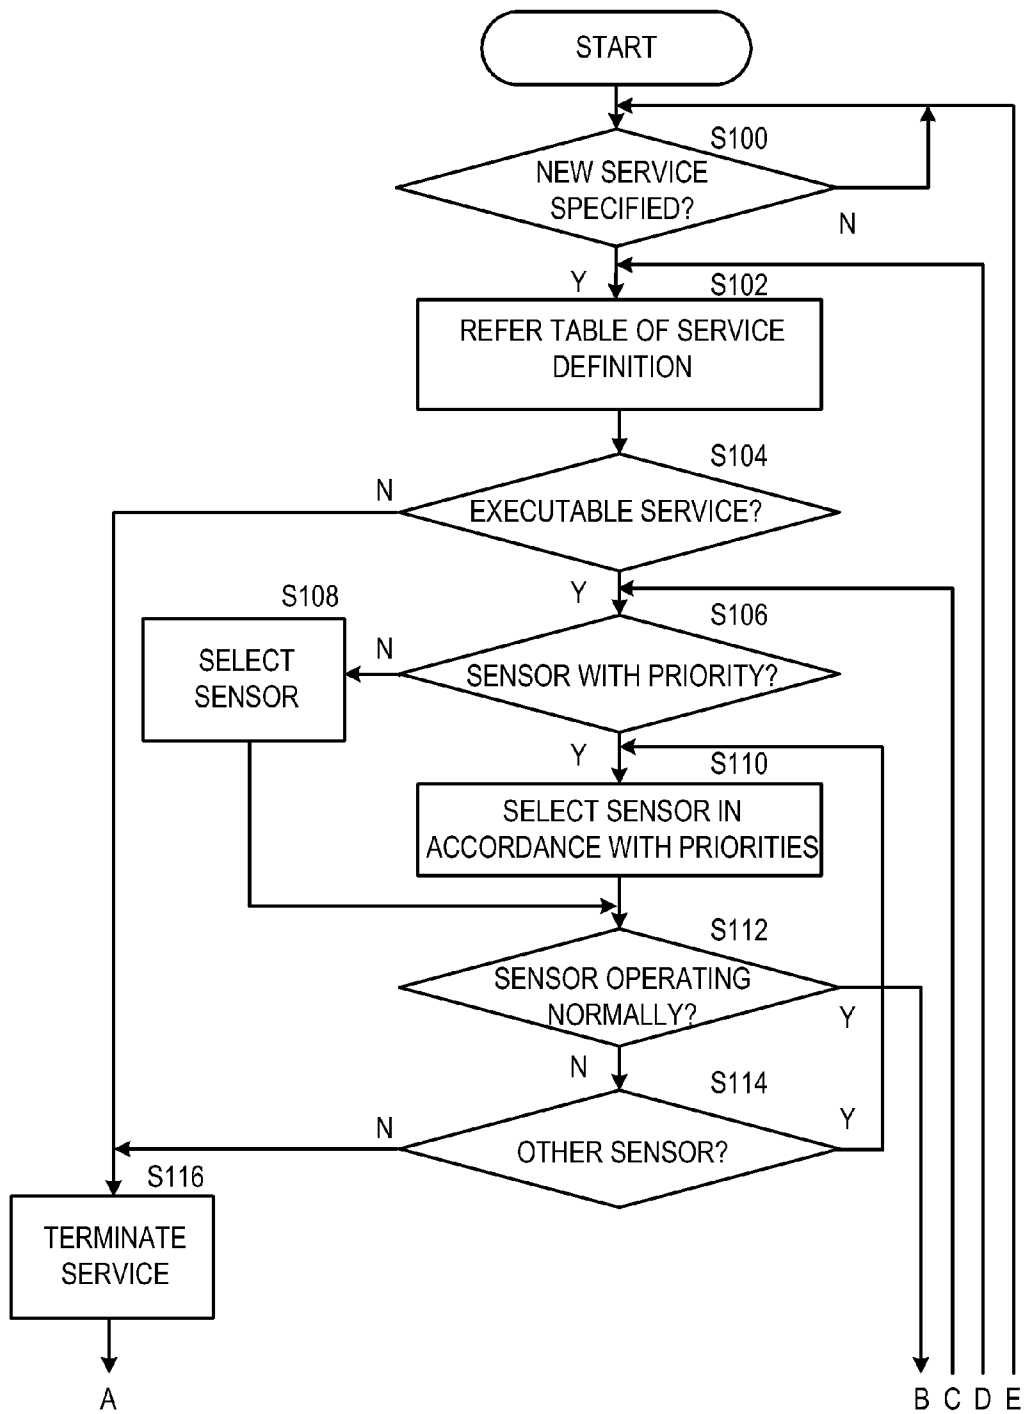 START
S100
NEW SERVICE
SPECIFIED?
N
Y
S102
REFER TABLE OF SERVICE
DEFINITION
S104
N
EXECUTABLE SERVICE?
Y
S108
S106
SELECT
SENSOR
N
SENSOR WITH PRIORITY?
Y
S110
SELECT SENSOR IN
ACCORDANCE WITH PRIORITIES
S112
SENSOR OPERATING
NORMALLY?
Y
N
S114
N
Y
OTHER SENSOR?
S116
TERMINATE
SERVICE
A
B C D E